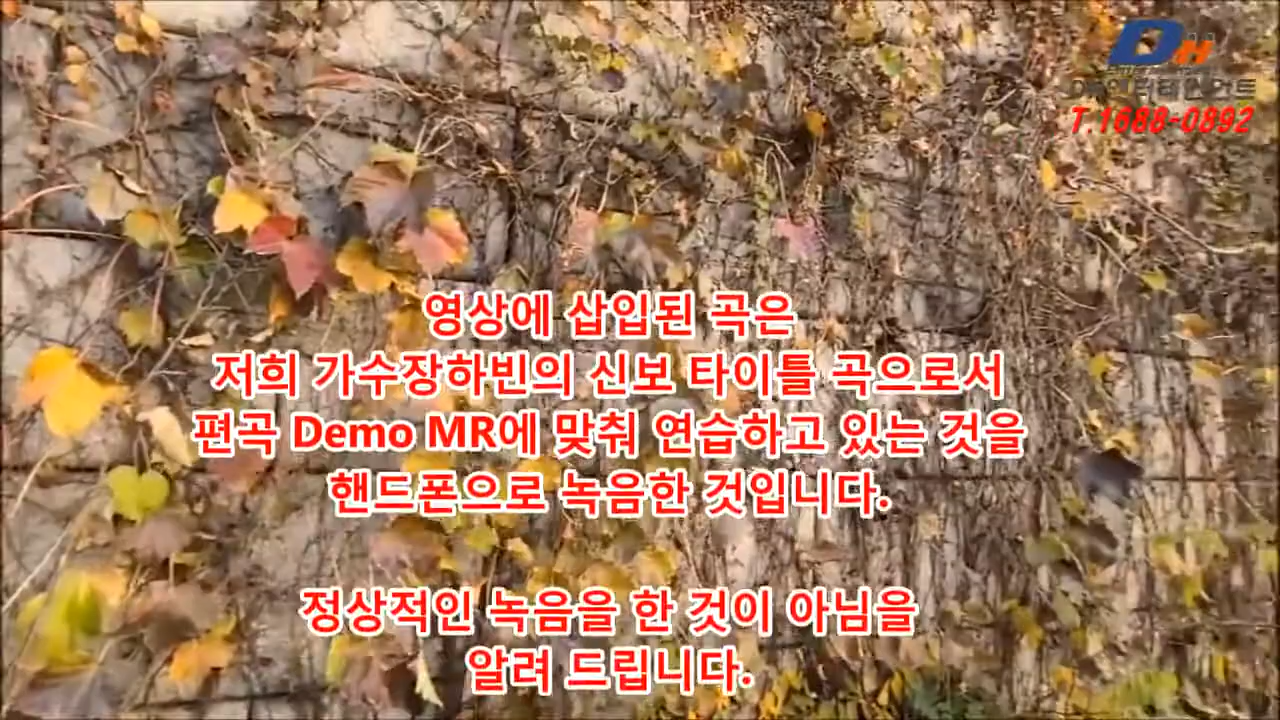 DH
T.1688-0892
영상에 삽입된 곡은
저희 가수장하빈의 신보 타이틀 곡으로서
편곡 Demo MR에 맞춰 연습하고 있는 것을
핸드폰으로 녹음한 것입니다.
정상적인 녹음을 한 것이 아님을
알려 드립니다.